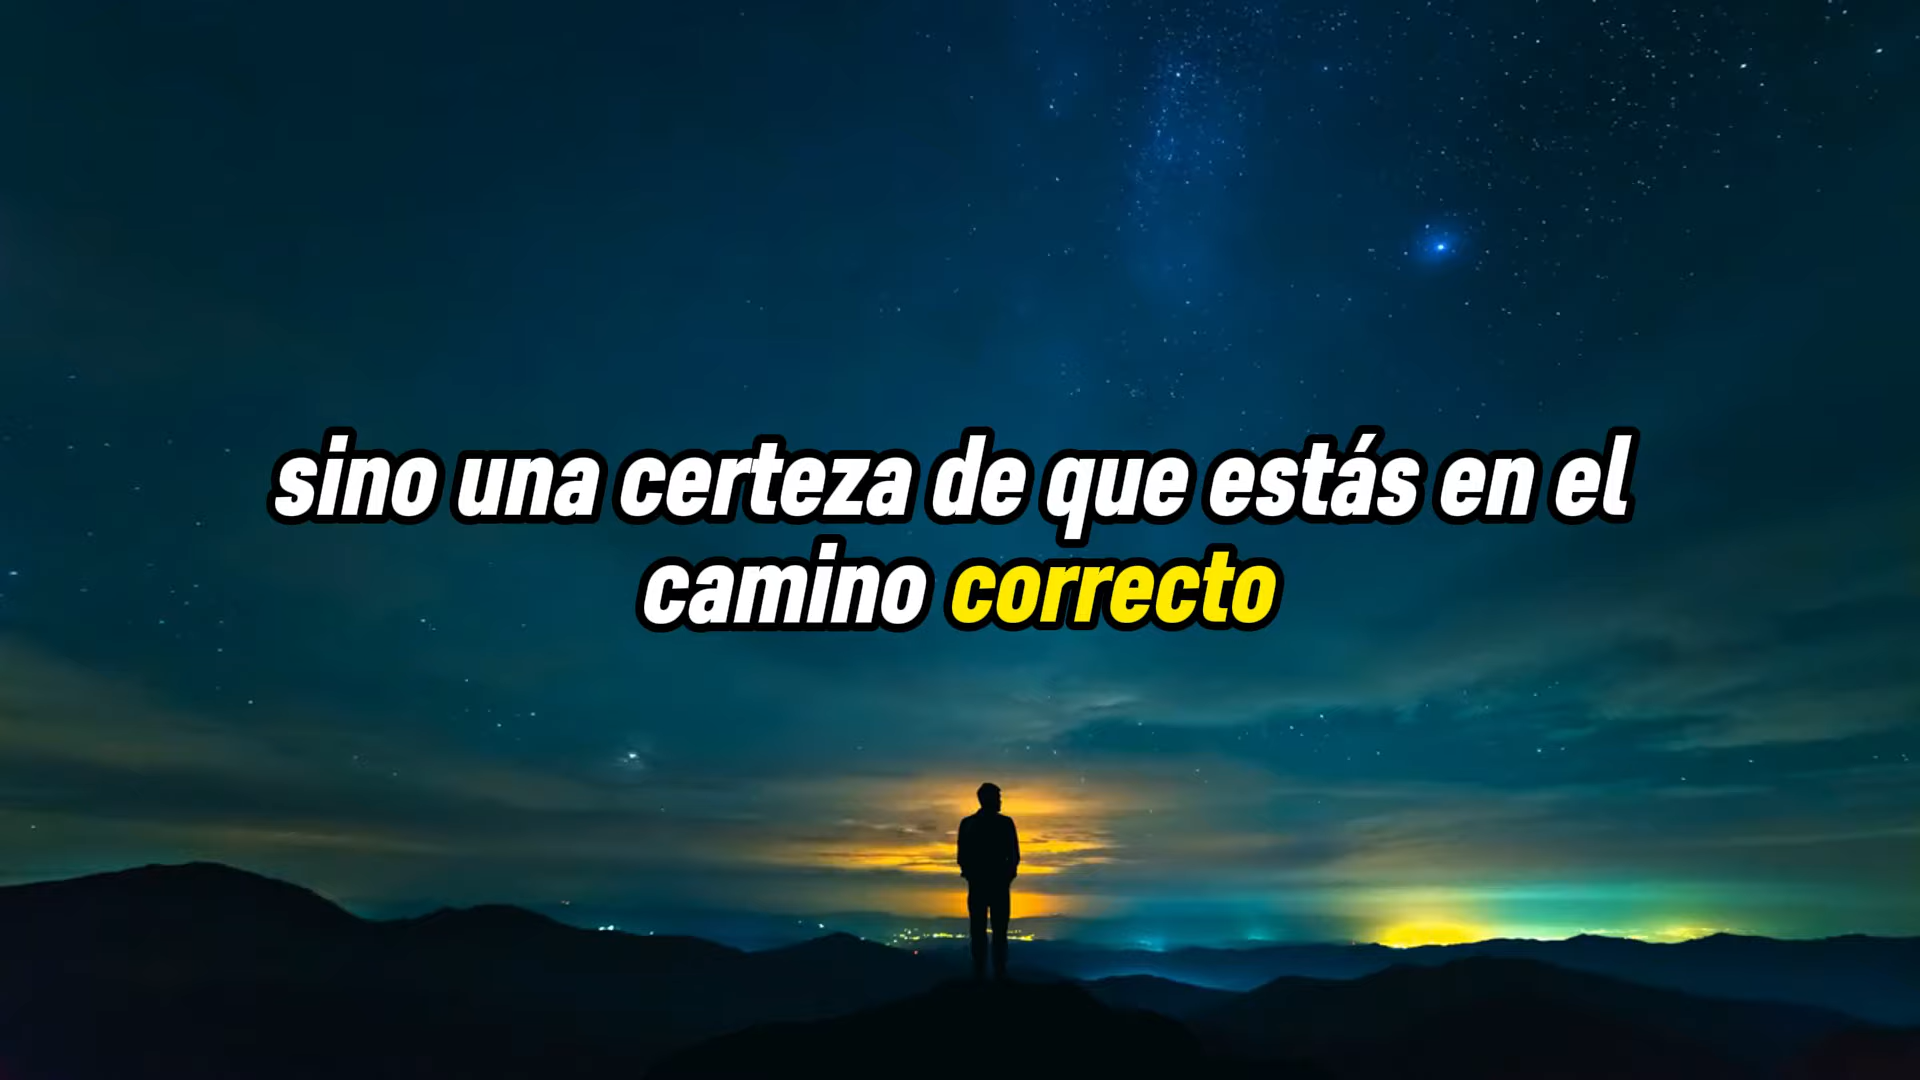 sino una certeza de que estás en el
camino correcto